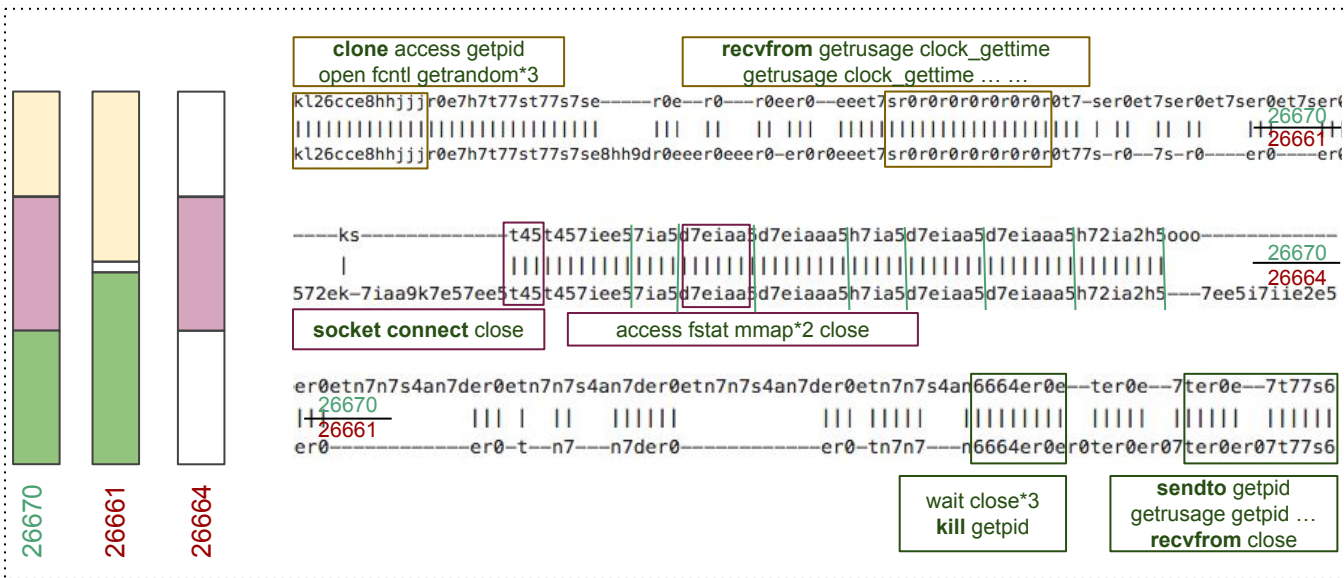 clone access getpid
open fcntl getrandom*3
recvfrom getrusage clock_gettime
getrusage clock_gettime … …
kl26cce8hhjjjr0e7h7t77st77s7se-----r0e--r0---r0eer0--eeet7sr0r0r0r0r0r0r0r0t7-ser0et7ser0et7ser0et7ser0
kl26cce8hhjjjr0e7h7t77st77s7se8hh9dr0eeer0eeer0-er0r0eeet7sr0r0r0r0r0r0r0r0t77s-r0--7s-r0----er0----er0
26670
26661
----ks--------------t45t457iee57ia5d7eiaa5d7eiaaa5h7ia5d7eiaa5d7eiaaa5h72ia2h5ooo-------------
572ek-7iaa9k7e57ee5t45t457iee57ia5d7eiaa5d7eiaaa5h7ia5d7eiaa5d7eiaaa5h72ia2h5---7ee5i7iie2e5
26670
26664
socket connect close
access fstat mmap*2 close
er0etn7n7s4an7der0etn7n7s4an7der0etn7n7s4an7der0etn7n7s4an6664er0e--ter0e--7ter0e--7t77s6
er0-------------er0-t--n7---n7der0-------------er0-tn7n7---n6664er0er0ter0er07ter0er07t77s6
26670
26661
wait close*3
kill getpid
sendto getpid
getrusage getpid …
recvfrom close
26670
26661
26664